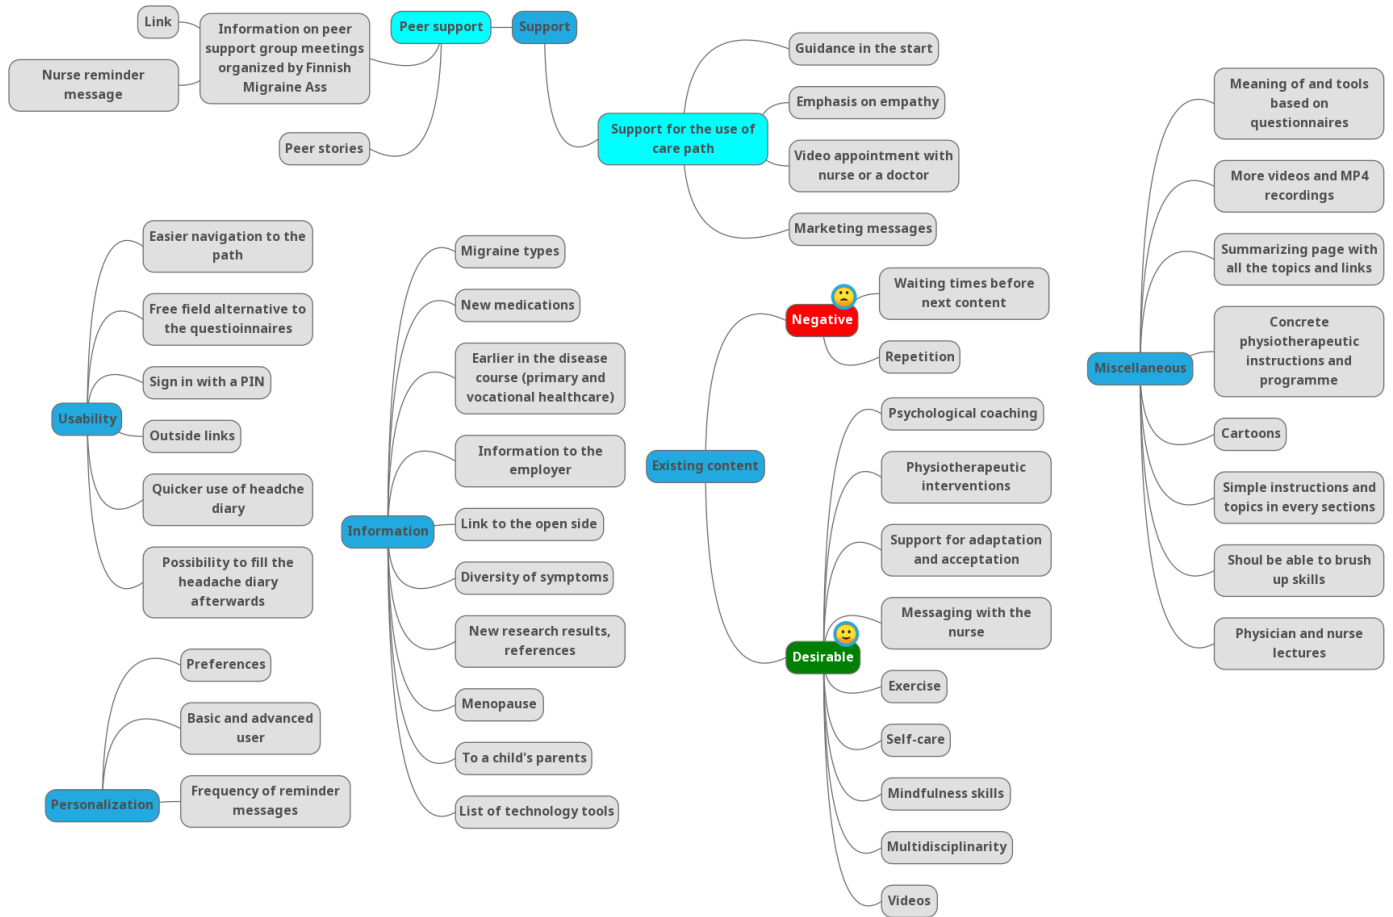 Link
Nurse reminder
message
Information on peer
support group meetings
organized by Finnish
Migraine Ass
Peer stories
Peer support
Support
Support for the use of
care path
Guidance in the start
Emphasis on empathy
Video appointment with
nurse or a doctor
Marketing messages
Usability
Easier navigation to the
path
Free field alternative to
the questioinnaires
Sign in with a PIN
Outside links
Quicker use of headche
diary
Possibility to fill the
headache diary
afterwards
Personalization
Preferences
Basic and advanced
user
Frequency of reminder
messages
Information
Migraine types
New medications
Earlier in the disease
course (primary and
vocational healthcare)
Information to the
employer
Link to the open side
Diversity of symptoms
New research results,
references
Menopause
To a child's parents
List of technology tools
Existing content
Negative
Waiting times before
next content
Repetition
Desirable
Psychological coaching
Physiotherapeutic
interventions
Support for adaptation
and acceptation
Messaging with the
nurse
Exercise
Self-care
Mindfulness skills
Multidisciplinarity
Videos
Miscellaneous
Meaning of and tools
based on
questionnaires
More videos and MP4
recordings
Summarizing page with
all the topics and links
Concrete
physiotherapeutic
instructions and
programme
Cartoons
Simple instructions and
topics in every sections
Shoul be able to brush
up skills
Physician and nurse
lectures